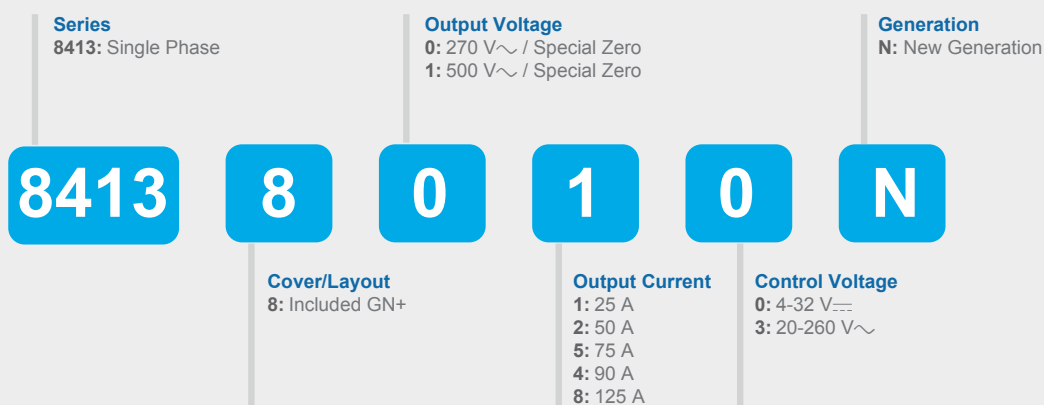 Series
8413: Single Phase
Output Voltage
0: 270 V∼ / Special Zero
1: 500 V∼ / Special Zero
Generation
N: New Generation
8413 8 0 1 0 N
Cover/Layout
8: Included GN+
Output Current
1: 25 A
2: 50 A
5: 75 A
4: 90 A
8: 125 A
Control Voltage
0: 4-32 V⎓
3: 20-260 V∼